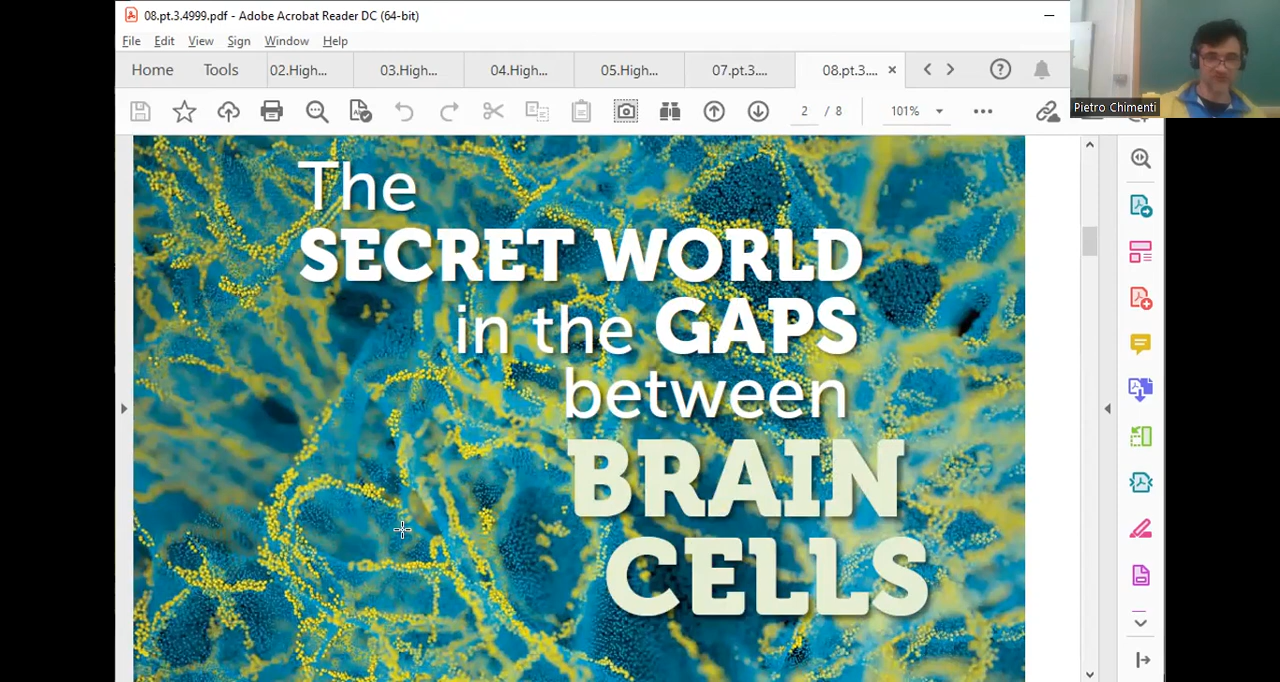 08.pt.3.4999.pdf - Adobe Acrobat Reader DC (64-bit)
File Edit View Sign Window Help
Home Tools 02.High... 03.High... 04.High... 05.High... 07.pt.3.... 08.pt.3....
2 / 8 101%
Pietro Chimenti
The
SECRET WORLD
in the GAPS
between
BRAIN
CELLS